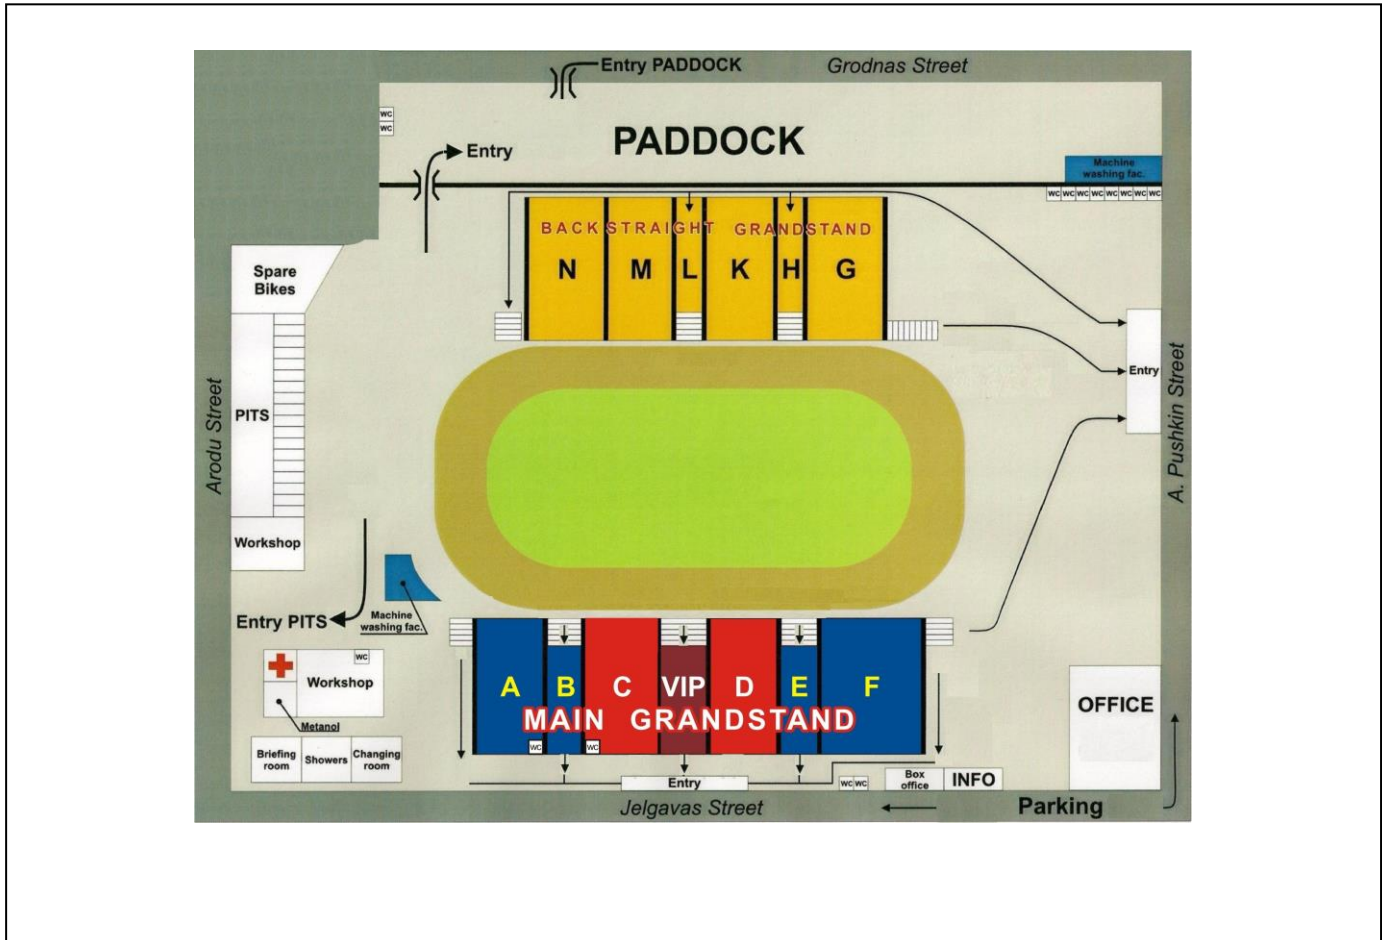 Entry PADDOCK
Grodnas Street
WC
WC
PADDOCK
Entry
Machine
washing fac.
WC WC WC WC WC WC WC WC
BACK STRAIGHT GRANDSTAND
N M L K H G
Spare
Bikes
PITS
Arodu Street
Workshop
Entry
A. Pushkin Street
Entry PITS
Machine
washing fac.
WC
Workshop
Metanol
Briefing
room
Showers
Changing
room
A B C VIP D E F
MAIN GRANDSTAND
WC
WC
Entry
WC WC
Box
office
INFO
OFFICE
Jelgavas Street
Parking